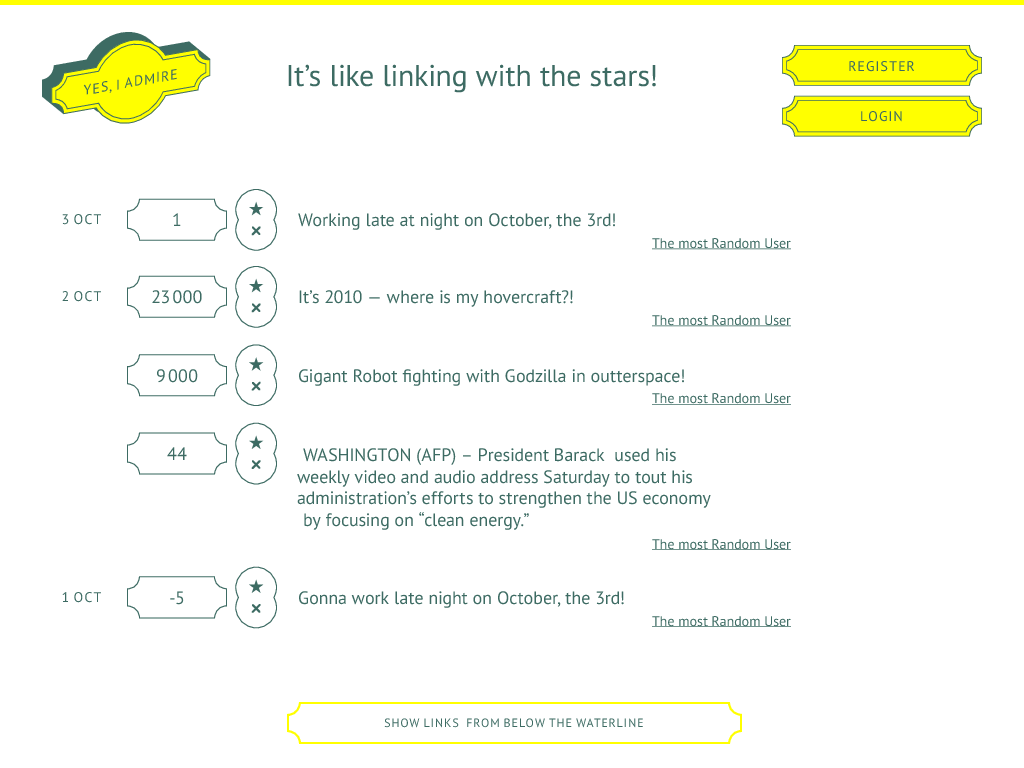 YES, I ADMIRE
It's like linking with the stars!
REGISTER
LOGIN
3 OCT
1
Working late at night on October, the 3rd!
The most Random User
2 OCT
23 000
It's 2010 — where is my hovercraft?!
The most Random User
9 000
Gigant Robot fighting with Godzilla in outterspace!
The most Random User
44
WASHINGTON (AFP) – President Barack  used his
weekly video and audio address Saturday to tout his
administration's efforts to strengthen the US economy
by focusing on “clean energy.”
The most Random User
1 OCT
-5
Gonna work late night on October, the 3rd!
The most Random User
SHOW LINKS  FROM BELOW THE WATERLINE